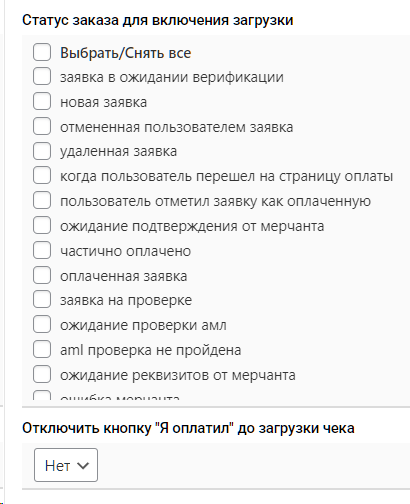 Статус заказа для включения загрузки
Выбрать/Снять все
заявка в ожидании верификации
новая заявка
отмененная пользователем заявка
удаленная заявка
когда пользователь перешел на страницу оплаты
пользователь отметил заявку как оплаченную
ожидание подтверждения от мерчанта
частично оплачено
оплаченная заявка
заявка на проверке
ожидание проверки амл
aml проверка не пройдена
ожидание реквизитов от мерчанта
ошибка мерчанта
Отключить кнопку "Я оплатил" до загрузки чека
Нет